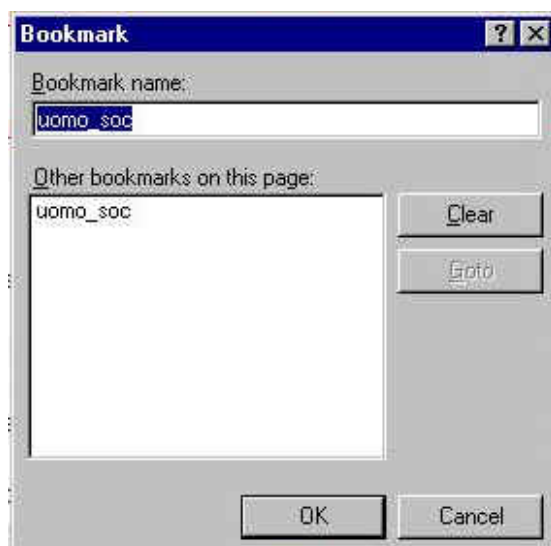 Bookmark
Bookmark name:
uomo_soc
Other bookmarks on this page:
uomo_soc
Clear
Goto
OK
Cancel